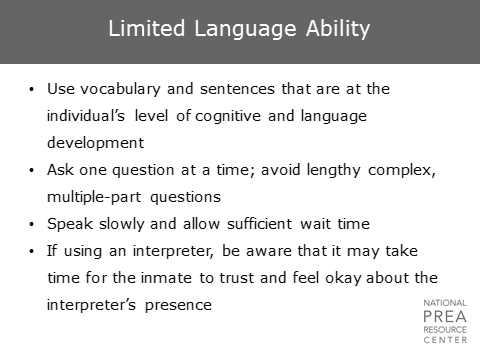 Limited Language Ability
• Use vocabulary and sentences that are at the
individual's level of cognitive and language
development
• Ask one question at a time; avoid lengthy complex,
multiple-part questions
• Speak slowly and allow sufficient wait time
• If using an interpreter, be aware that it may take
time for the inmate to trust and feel okay about the
interpreter's presence
NATIONAL
PREA
RESOURCE
CENTER